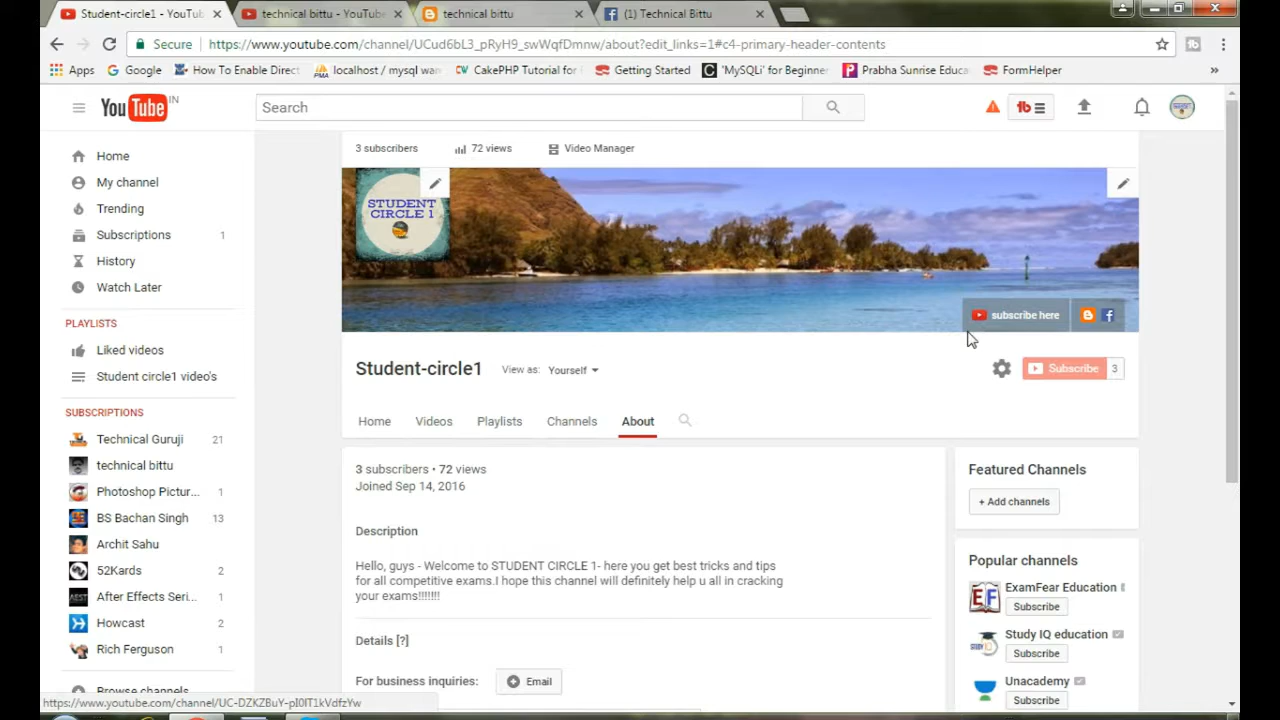 Student-circle1 - YouTu
technical bittu - YouTube
technical bittu
(1) Technical Bittu
Secure
https://www.youtube.com/channel/UCud6bL3_pRyH9_swWqfDmnw/about?edit_links=1#c4-primary-header-contents
Apps
Google
How To Enable Direct
localhost / mysql wan
CakePHP Tutorial for
Getting Started
'MySQLi' for Beginner
Prabha Sunrise Educa
FormHelper
»
YouTube IN
Search
Home
My channel
Trending
Subscriptions 1
History
Watch Later
PLAYLISTS
Liked videos
Student circle1 video's
SUBSCRIPTIONS
Technical Guruji 21
technical bittu
Photoshop Pictur... 1
BS Bachan Singh 13
Archit Sahu
52Kards 2
After Effects Seri... 1
Howcast 2
Rich Ferguson 1
Browse channels
3 subscribers
72 views
Video Manager
STUDENT
CIRCLE 1
subscribe here
Student-circle1
View as: Yourself
Subscribe 3
Home
Videos
Playlists
Channels
About
3 subscribers • 72 views
Joined Sep 14, 2016
Description
Hello, guys - Welcome to STUDENT CIRCLE 1- here you get best tricks and tips
for all competitive exams.I hope this channel will definitely help u all in cracking
your exams!!!!!!!
Details [?]
For business inquiries:
Email
Featured Channels
+ Add channels
Popular channels
EF
ExamFear Education
Subscribe
Study IQ education
Subscribe
Unacademy
Subscribe